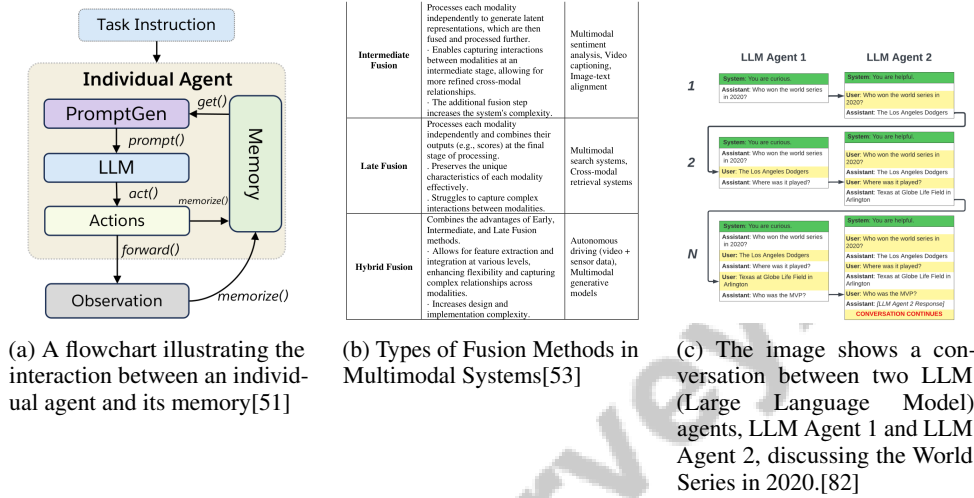 Task Instruction
Individual Agent
PromptGen
get()
prompt()
LLM
act()
Actions
memorize()
Memory
forward()
Observation
memorize()
(a) A flowchart illustrating the
interaction between an individ-
ual agent and its memory[51]
Intermediate
Fusion
Processes each modality
independently to generate latent
representations, which are then
fused and processed further.
· Enables capturing interactions
between modalities at an
intermediate stage, allowing for
more refined cross-modal
relationships.
· The additional fusion step
increases the system's complexity.
Multimodal
sentiment
analysis, Video
captioning,
Image-text
alignment
Late Fusion
Processes each modality
independently and combines their
outputs (e.g., scores) at the final
stage of processing.
· Preserves the unique
characteristics of each modality
effectively.
. Struggles to capture complex
interactions between modalities.
Multimodal
search systems,
Cross-modal
retrieval systems
Hybrid Fusion
Combines the advantages of Early,
Intermediate, and Late Fusion
methods.
· Allows for feature extraction and
integration at various levels,
enhancing flexibility and capturing
complex relationships across
modalities.
· Increases design and
implementation complexity.
Autonomous
driving (video +
sensor data),
Multimodal
generative
models
(b) Types of Fusion Methods in
Multimodal Systems[53]
LLM Agent 1
LLM Agent 2
1
System: You are curious.
Assistant: Who won the world series
in 2020?
System: You are helpful.
User: Who won the world series in
2020?
Assistant: The Los Angeles Dodgers
2
System: You are curious.
Assistant: Who won the world series
in 2020?
User: The Los Angeles Dodgers
Assistant: Where was it played?
System: You are helpful.
User: Who won the world series in
2020?
Assistant: The Los Angeles Dodgers
User: Where was it played?
Assistant: Texas at Globe Life Field in
Arlington
N
System: You are curious.
Assistant: Who won the world series
in 2020?
User: The Los Angeles Dodgers
Assistant: Where was it played?
User: Texas at Globe Life Field in
Arlington
Assistant: Who was the MVP?
System: You are helpful.
User: Who won the world series in
2020?
Assistant: The Los Angeles Dodgers
User: Where was it played?
Assistant: Texas at Globe Life Field in
Arlington
User: Who was the MVP?
Assistant: [LLM Agent 2 Response]
CONVERSATION CONTINUES
(c) The image shows a con-
versation between two LLM
(Large Language Model)
agents, LLM Agent 1 and LLM
Agent 2, discussing the World
Series in 2020.[82]